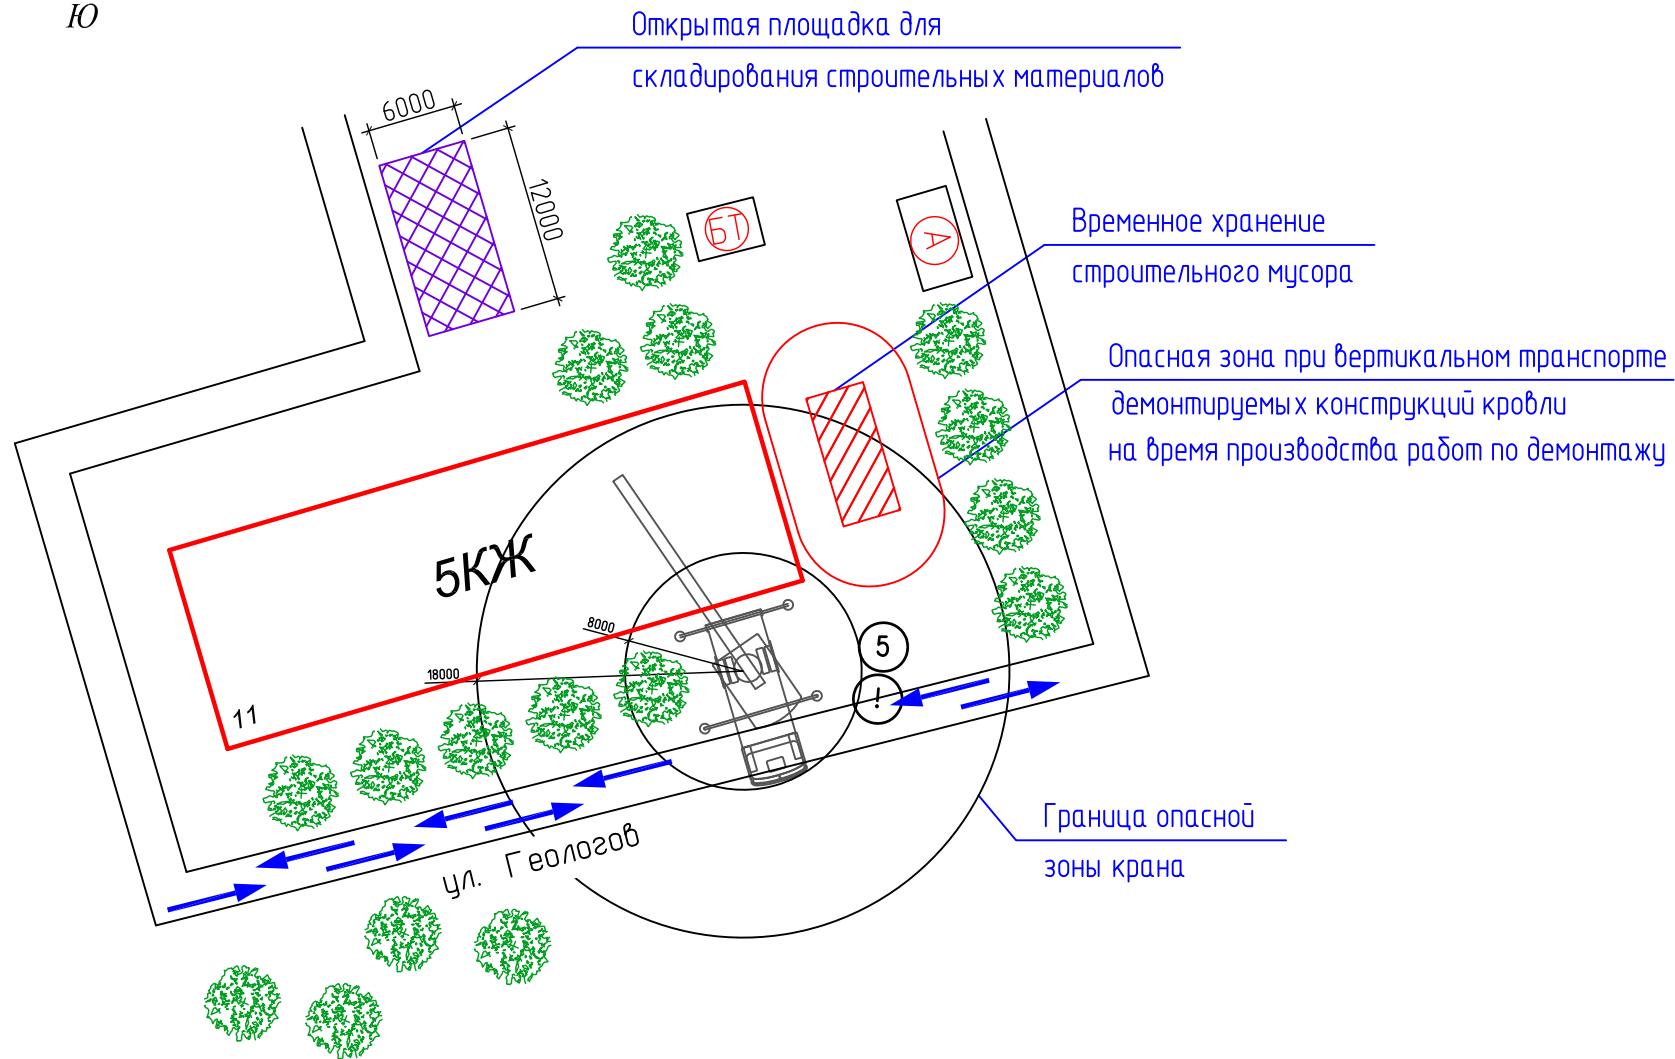 Ю
Открытая площадка для
складирования строительных материалов
6000
12000
БТ
А
Временное хранение
строительного мусора
Опасная зона при вертикальном транспорте
демонтируемых конструкций кровли
на время производства работ по демонтажу
5КЖ
8000
18000
5
!
11
Граница опасной
зоны крана
ул. Геологов